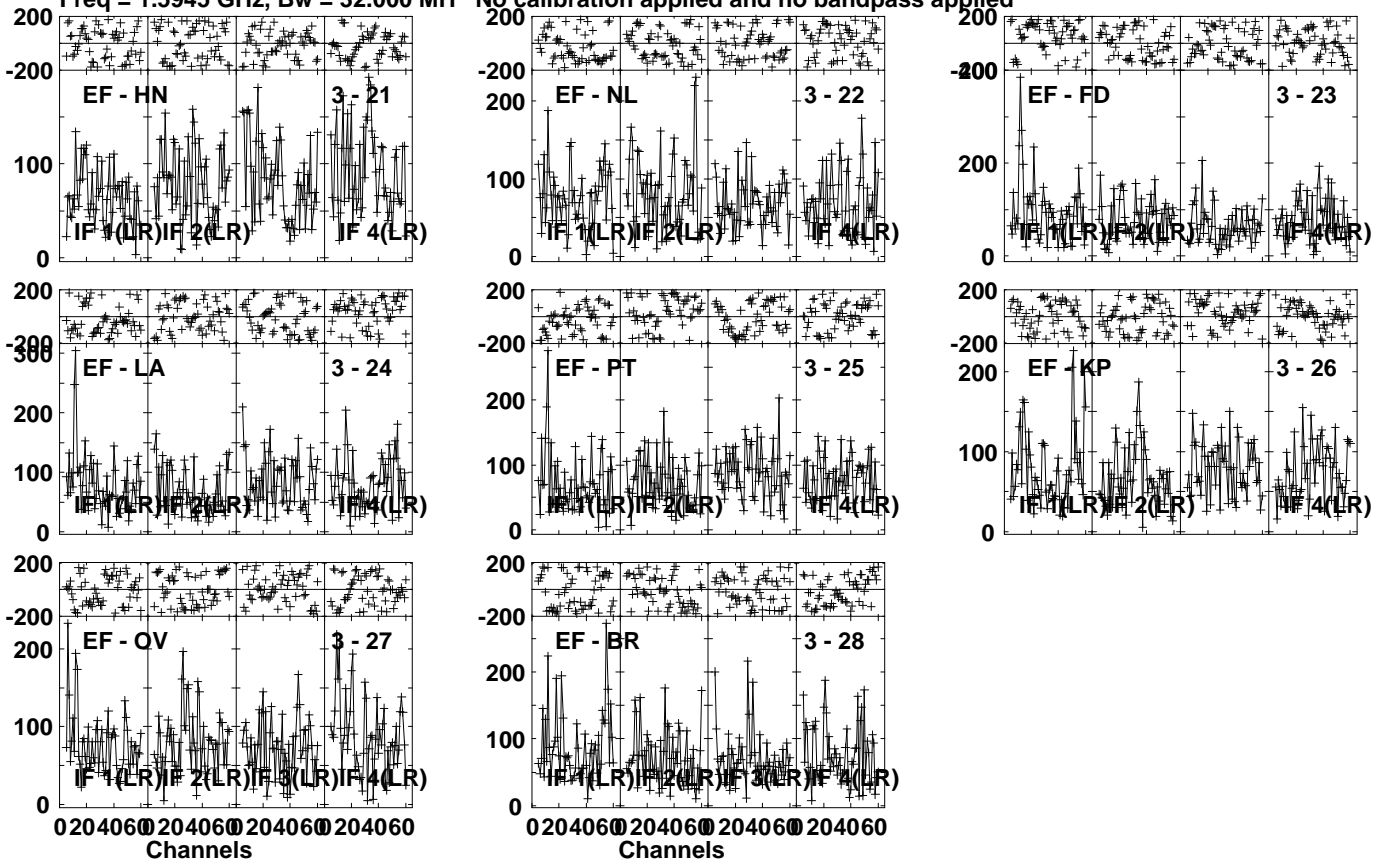 Freq = 1.5945 GHz, Bw = 32.000 MH No calibration applied and no bandpass applied
200
-200
EF - HN
3 - 21
200
100
0
IF 1(LR) IF 2(LR) IF 4(LR)
EF - NL
3 - 22
200
100
0
IF 1(LR) IF 2(LR) IF 4(LR)
200
EF - FD
3 - 23
200
0
IF 1(LR) IF 2(LR) IF 4(LR)
200
-200
300
EF - LA
3 - 24
200
100
0
IF 1(LR) IF 2(LR) IF 4(LR)
200
-200
EF - PT
3 - 25
200
100
0
IF 1(LR) IF 2(LR) IF 4(LR)
200
-200
EF - KP
3 - 26
200
100
0
IF 1(LR) IF 2(LR) IF 4(LR)
200
-200
EF - OV
3 - 27
200
100
0
IF 1(LR) IF 2(LR) IF 3(LR) IF 4(LR)
0 20 40 60 0 20 40 60 0 20 40 60 0 20 40 60
Channels
200
-200
EF - BR
3 - 28
200
100
0
IF 1(LR) IF 2(LR) IF 3(LR) IF 4(LR)
0 20 40 60 0 20 40 60 0 20 40 60 0 20 40 60
Channels